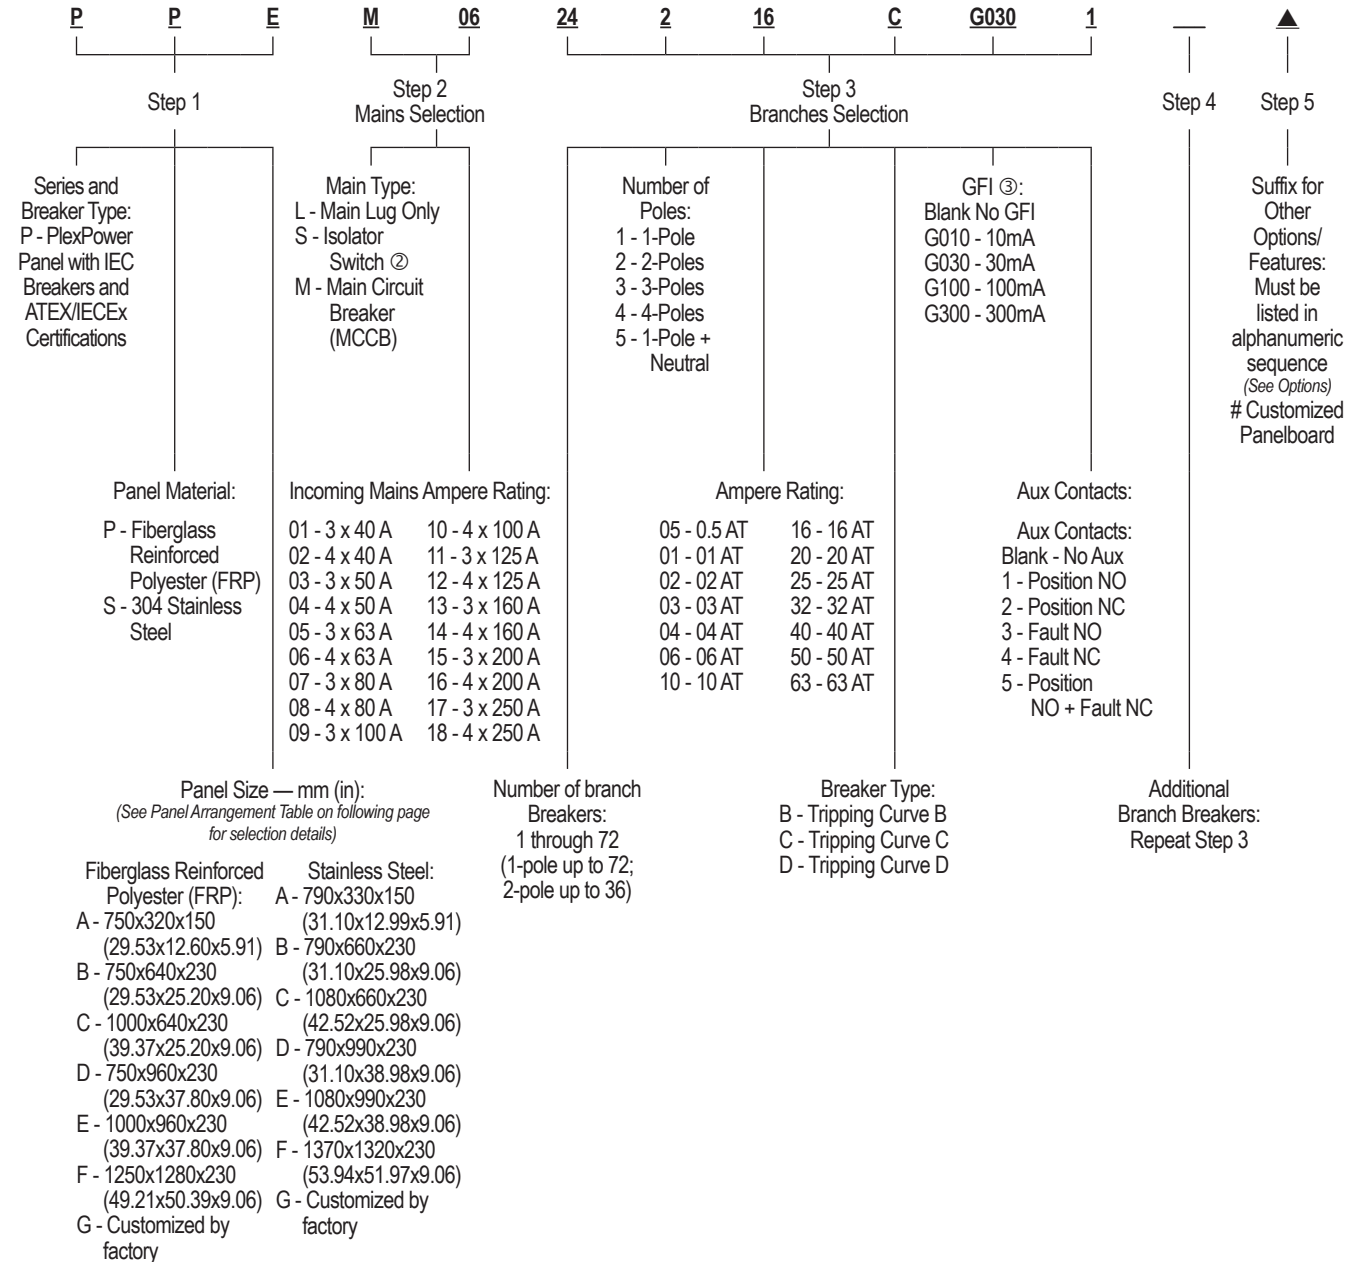 P P E M 06 24 2 16 C G030 1 __ ▲
Step 1
Step 2
Mains Selection
Step 3
Branches Selection
Step 4
Step 5
Series and
Breaker Type:
P - PlexPower
Panel with IEC
Breakers and
ATEX/IECEx
Certifications
Main Type:
L - Main Lug Only
S - Isolator
Switch ②
M - Main Circuit
Breaker
(MCCB)
Number of
Poles:
1 - 1-Pole
2 - 2-Poles
3 - 3-Poles
4 - 4-Poles
5 - 1-Pole +
Neutral
GFI ③:
Blank No GFI
G010 - 10mA
G030 - 30mA
G100 - 100mA
G300 - 300mA
Suffix for
Other
Options/
Features:
Must be
listed in
alphanumeric
sequence
(See Options)
# Customized
Panelboard
Panel Material:
P - Fiberglass
Reinforced
Polyester (FRP)
S - 304 Stainless
Steel
Incoming Mains Ampere Rating:
01 - 3 x 40 A
02 - 4 x 40 A
03 - 3 x 50 A
04 - 4 x 50 A
05 - 3 x 63 A
06 - 4 x 63 A
07 - 3 x 80 A
08 - 4 x 80 A
09 - 3 x 100 A
10 - 4 x 100 A
11 - 3 x 125 A
12 - 4 x 125 A
13 - 3 x 160 A
14 - 4 x 160 A
15 - 3 x 200 A
16 - 4 x 200 A
17 - 3 x 250 A
18 - 4 x 250 A
Ampere Rating:
05 - 0.5 AT
01 - 01 AT
02 - 02 AT
03 - 03 AT
04 - 04 AT
06 - 06 AT
10 - 10 AT
16 - 16 AT
20 - 20 AT
25 - 25 AT
32 - 32 AT
40 - 40 AT
50 - 50 AT
63 - 63 AT
Aux Contacts:
Aux Contacts:
Blank - No Aux
1 - Position NO
2 - Position NC
3 - Fault NO
4 - Fault NC
5 - Position
NO + Fault NC
Panel Size — mm (in):
(See Panel Arrangement Table on following page
for selection details)
Fiberglass Reinforced
Polyester (FRP):
A - 750x320x150
(29.53x12.60x5.91)
B - 750x640x230
(29.53x25.20x9.06)
C - 1000x640x230
(39.37x25.20x9.06)
D - 750x960x230
(29.53x37.80x9.06)
E - 1000x960x230
(39.37x37.80x9.06)
F - 1250x1280x230
(49.21x50.39x9.06)
G - Customized by
factory
Stainless Steel:
A - 790x330x150
(31.10x12.99x5.91)
B - 790x660x230
(31.10x25.98x9.06)
C - 1080x660x230
(42.52x25.98x9.06)
D - 790x990x230
(31.10x38.98x9.06)
E - 1080x990x230
(42.52x38.98x9.06)
F - 1370x1320x230
(53.94x51.97x9.06)
G - Customized by
factory
Number of branch
Breakers:
1 through 72
(1-pole up to 72;
2-pole up to 36)
Breaker Type:
B - Tripping Curve B
C - Tripping Curve C
D - Tripping Curve D
Additional
Branch Breakers:
Repeat Step 3